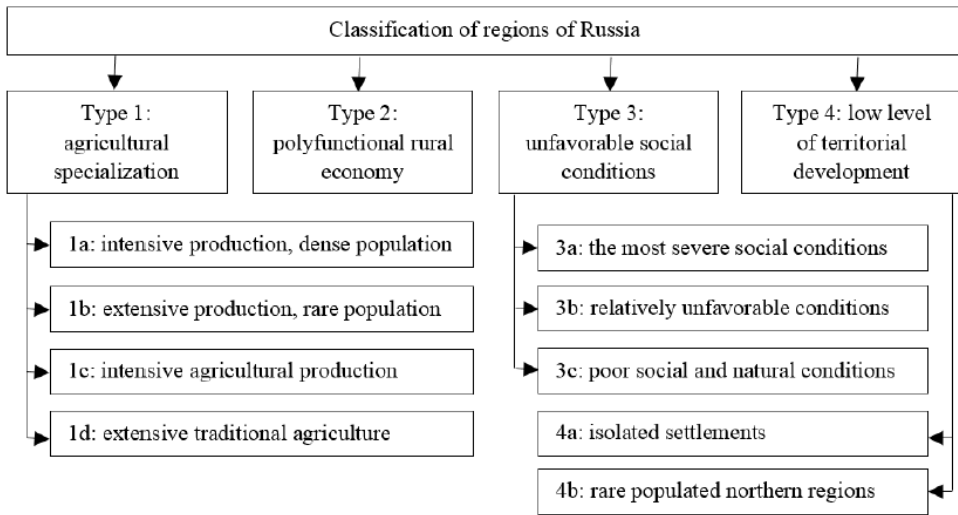 Classification of regions of Russia
Type 1:
agricultural
specialization
Type 2:
polyfunctional rural
economy
Type 3:
unfavorable social
conditions
Type 4: low level
of territorial
development
1a: intensive production, dense population
1b: extensive production, rare population
1c: intensive agricultural production
1d: extensive traditional agriculture
3a: the most severe social conditions
3b: relatively unfavorable conditions
3c: poor social and natural conditions
4a: isolated settlements
4b: rare populated northern regions